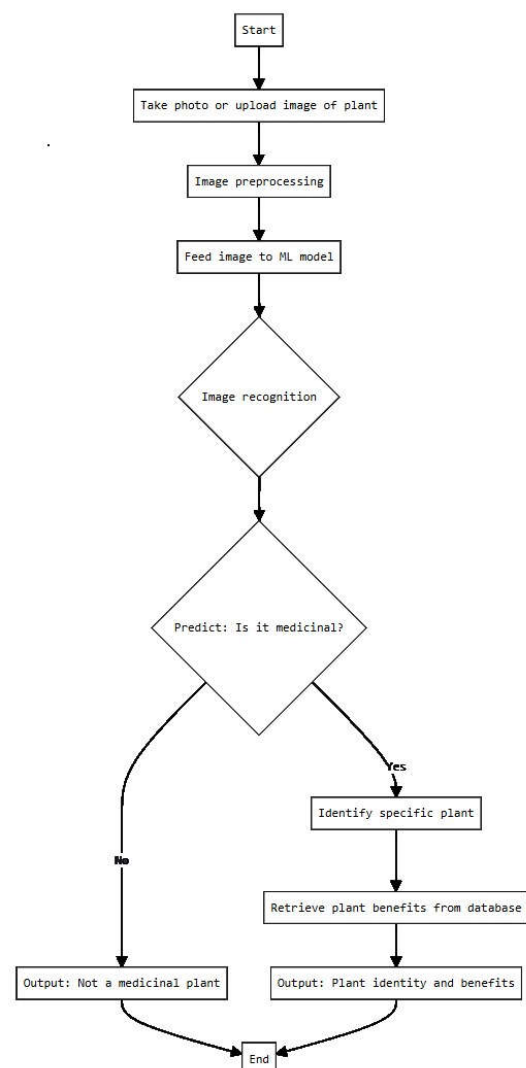 Start
Take photo or upload image of plant
Image preprocessing
Feed image to ML model
Image recognition
Predict: Is it medicinal?
Yes
Identify specific plant
No
Retrieve plant benefits from database
Output: Not a medicinal plant
Output: Plant identity and benefits
End